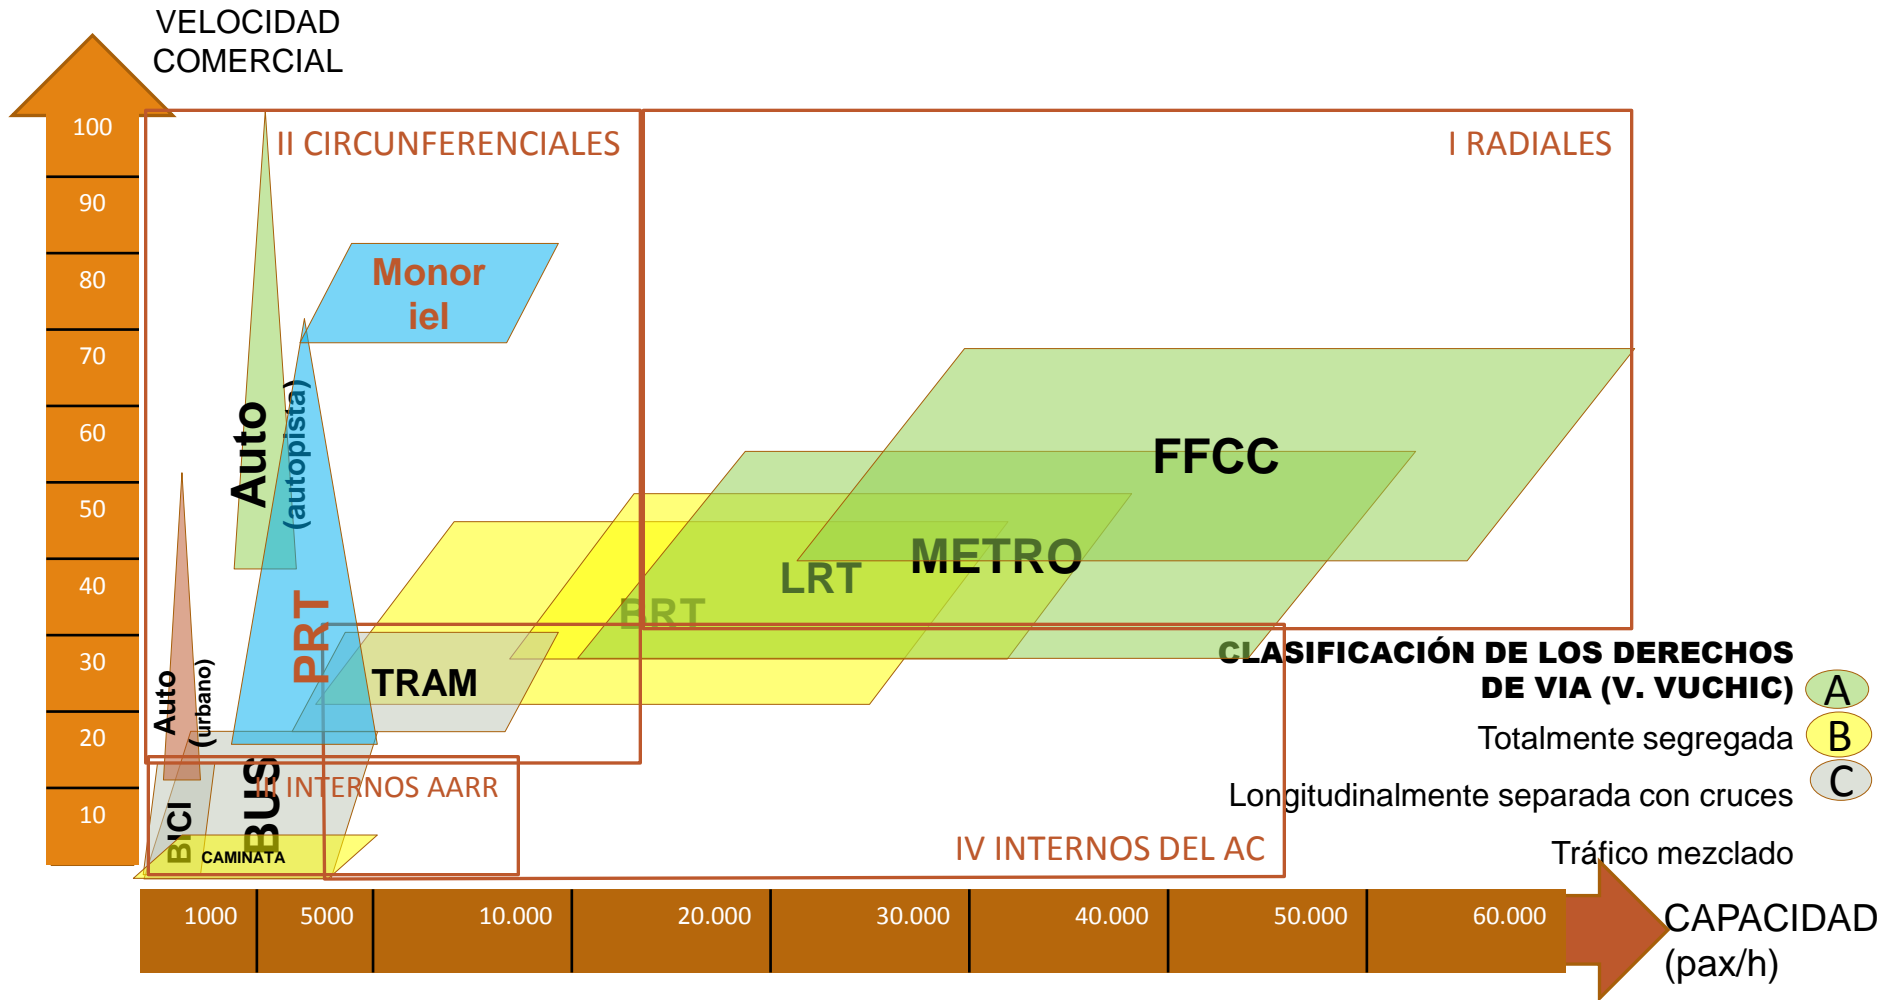 VELOCIDAD
COMERCIAL
100
90
80
70
60
50
40
30
20
10
II CIRCUNFERENCIALES
I RADIALES
Monor
iel
Auto
(autopista)
FFCC
METRO
LRT
BRT
PRT
TRAM
Auto
(urbano)
BUS
BICI
CAMINATA
III INTERNOS AARR
IV INTERNOS DEL AC
CLASIFICACIÓN DE LOS DERECHOS
DE VIA (V. VUCHIC)
A
Totalmente segregada
B
Longitudinalmente separada con cruces
C
Tráfico mezclado
1000
5000
10.000
20.000
30.000
40.000
50.000
60.000
CAPACIDAD
(pax/h)